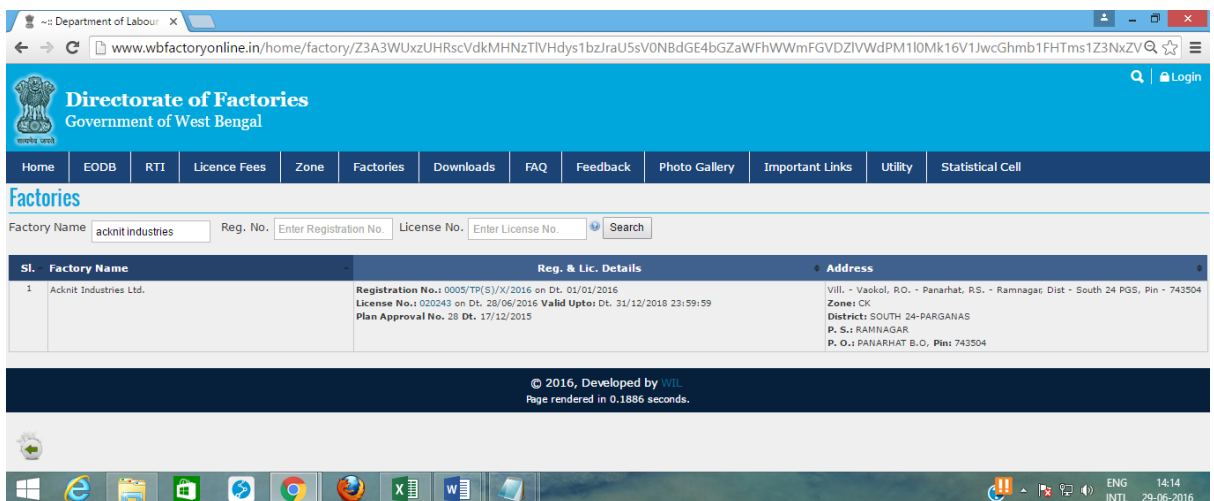 ~:: Department of Labour
www.wbfactoryonline.in/home/factory/
Login
Directorate of Factories
Government of West Bengal
सत्यमेव जयते
Home EODB RTI Licence Fees Zone Factories Downloads FAQ Feedback Photo Gallery Important Links Utility Statistical Cell
Factories
Factory Name acknit industries Reg. No. Enter Registration No. License No. Enter License No. Search
Sl. Factory Name Reg. & Lic. Details Address
1 Acknit Industries Ltd. Registration No.: 0005/TP(S)/X/2016 on Dt. 01/01/2016 Vill. - Vaokol, P.O. - Panarhat, P.S. - Ramnagar, Dist - South 24 PGS, Pin - 743504
License No.: 020243 on Dt. 28/06/2016 Valid Upto: Dt. 31/12/2018 23:59:59 Zone: CK
Plan Approval No. 28 Dt. 17/12/2015 District: SOUTH 24-PARGANAS
P. S.: RAMNAGAR
P. O.: PANARHAT B.O, Pin: 743504
© 2016, Developed by WIL
Page rendered in 0.1886 seconds.
ENG 14:14
INTL 29-06-2016